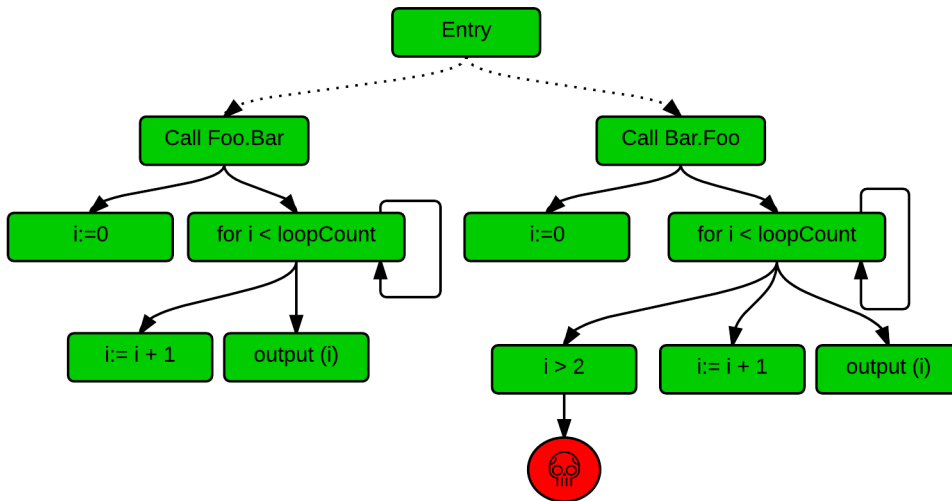 Entry
Call Foo.Bar
Call Bar.Foo
i:=0
for i < loopCount
i:=0
for i < loopCount
i:= i + 1
output (i)
i > 2
i:= i + 1
output (i)